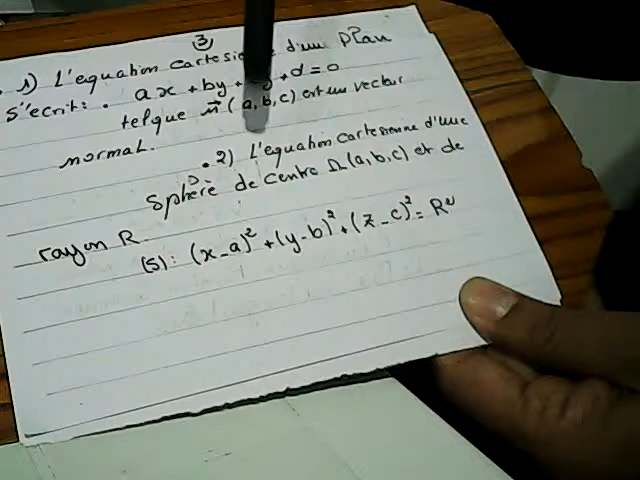 ③
1) L'equation cartesie d'un Plan
s''ecrit: . ax + by + + d = 0
telque n⃗ (a,b,c) est un vecteur
normal.
. 2) L'equation cartesienne d'une
sphère de centre Ω(a,b,c) et de
rayon R
(S): (x-a)² + (y-b)² + (z-c)² = R²